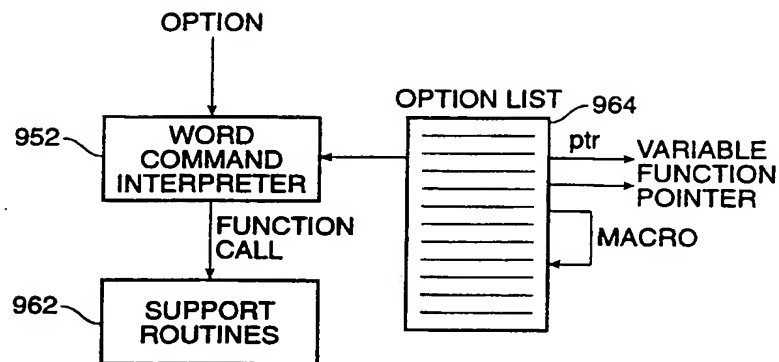 OPTION
952
WORD
COMMAND
INTERPRETER
FUNCTION
CALL
962
SUPPORT
ROUTINES
OPTION LIST
964
ptr
VARIABLE
FUNCTION
POINTER
MACRO